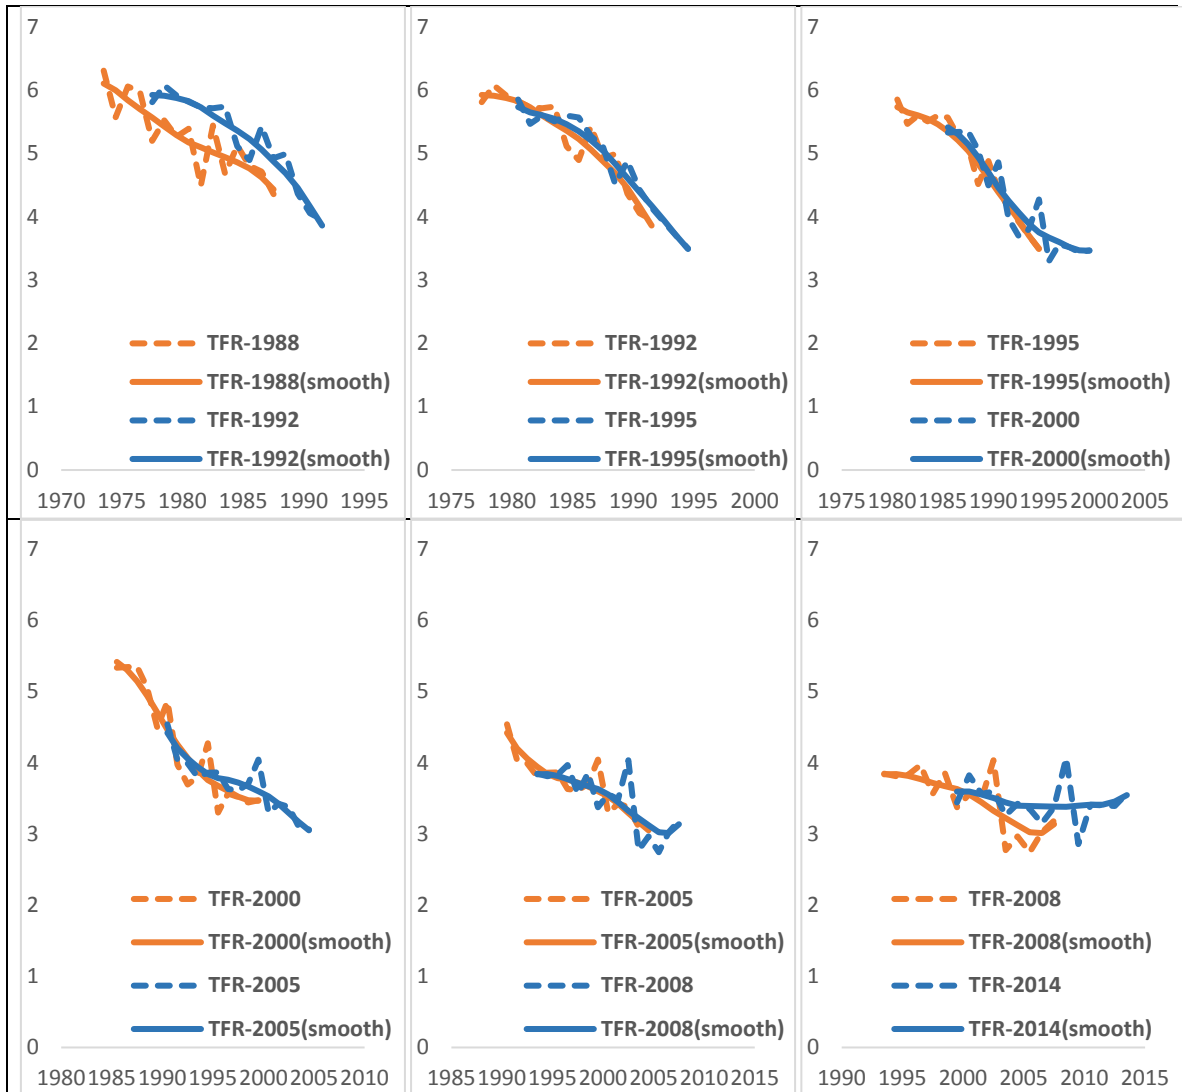 7
6
5
4
3
2
1
0
TFR-1988
TFR-1988(smooth)
TFR-1992
TFR-1992(smooth)
1970 1975 1980 1985 1990 1995
7
6
5
4
3
2
1
0
TFR-1992
TFR-1992(smooth)
TFR-1995
TFR-1995(smooth)
1975 1980 1985 1990 1995 2000
7
6
5
4
3
2
1
0
TFR-1995
TFR-1995(smooth)
TFR-2000
TFR-2000(smooth)
1975 1980 1985 1990 1995 2000 2005
7
6
5
4
3
2
1
0
TFR-2000
TFR-2000(smooth)
TFR-2005
TFR-2005(smooth)
1980 1985 1990 1995 2000 2005 2010
7
6
5
4
3
2
1
0
TFR-2005
TFR-2005(smooth)
TFR-2008
TFR-2008(smooth)
1985 1990 1995 2000 2005 2010 2015
7
6
5
4
3
2
1
0
TFR-2008
TFR-2008(smooth)
TFR-2014
TFR-2014(smooth)
1990 1995 2000 2005 2010 2015